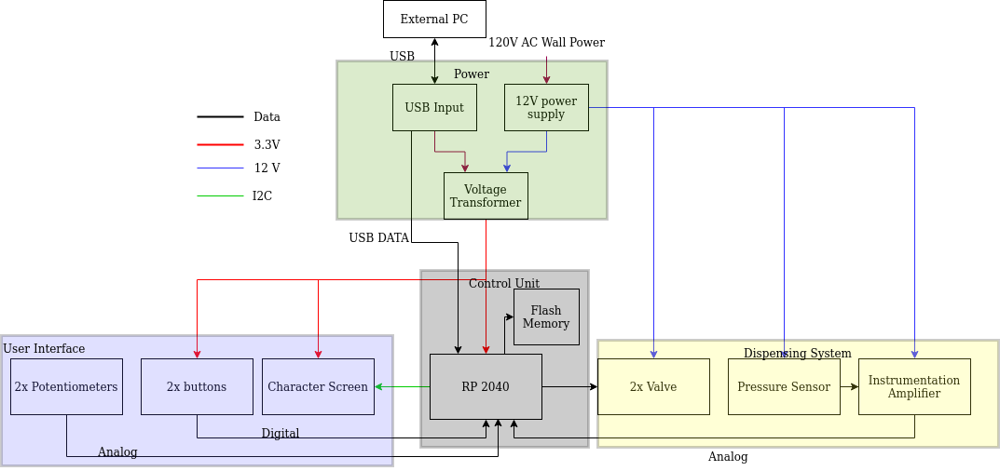 External PC
120V AC Wall Power
USB
Power
USB Input
12V power
supply
Data
3.3V
12 V
I2C
Voltage
Transformer
USB DATA
Control Unit
Flash
Memory
User Interface
2x Potentiometers
2x buttons
Character Screen
RP 2040
Dispensing System
2x Valve
Pressure Sensor
Instrumentation
Amplifier
Digital
Analog
Analog